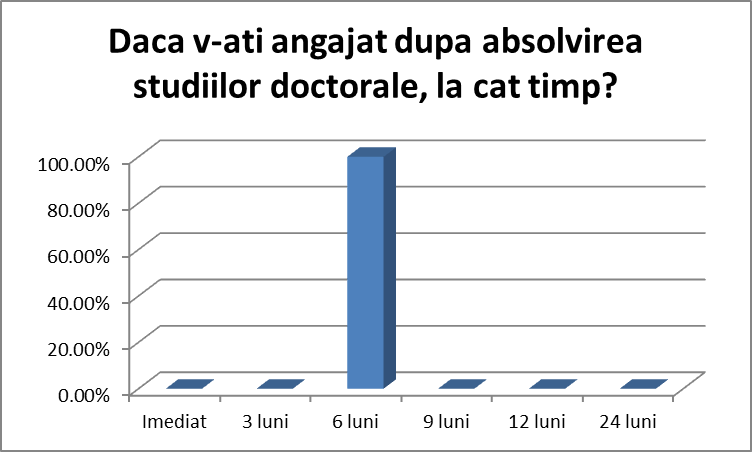 Daca v-ati angajat dupa absolvirea
studiilor doctorale, la cat timp?
100.00%
80.00%
60.00%
40.00%
20.00%
0.00%
Imediat 3 luni 6 luni 9 luni 12 luni 24 luni